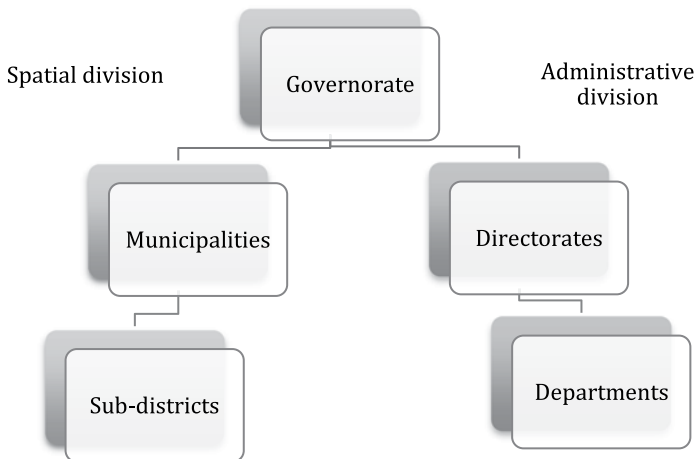 Spatial division
Governorate
Administrative
division
Municipalities
Directorates
Sub-districts
Departments